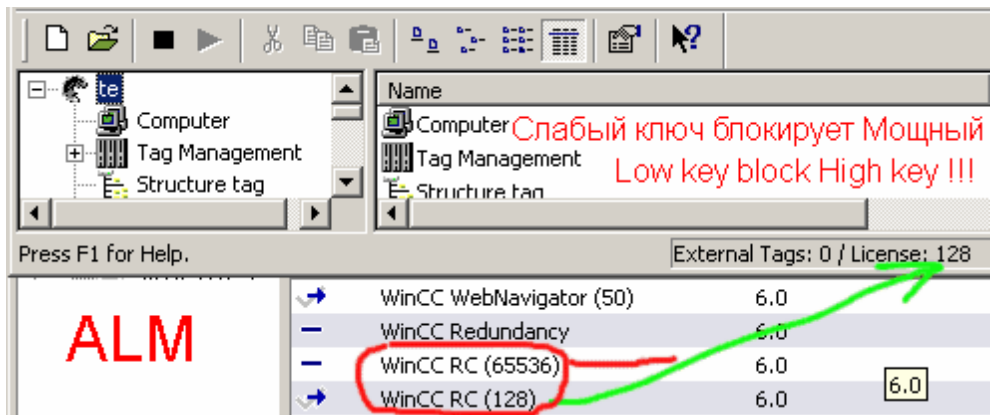 te
Computer
Tag Management
Structure tag
Name
Computer
Tag Management
Structure tag
Слабый ключ блокирует Мощный
Low key block High key !!!
Press F1 for Help.
External Tags: 0 / License: 128
ALM
WinCC WebNavigator (50) 6.0
WinCC Redundancy 6.0
WinCC RC (65536) 6.0
WinCC RC (128) 6.0
6.0